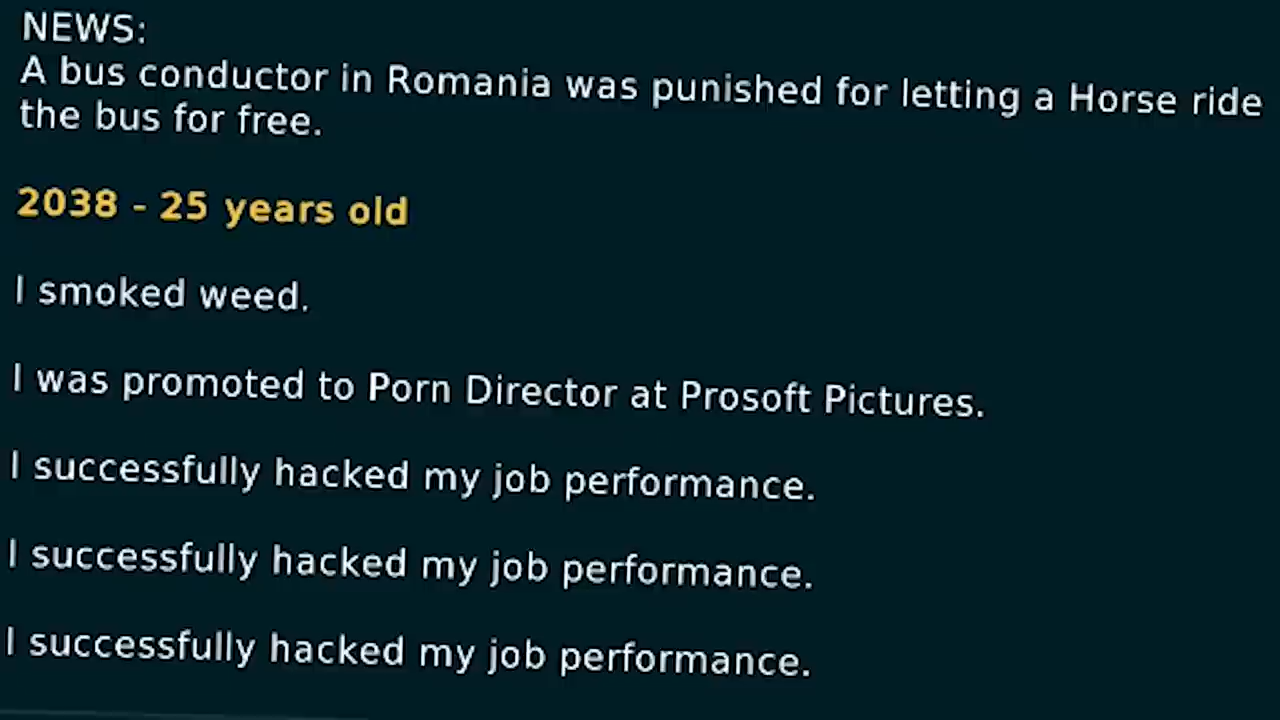 NEWS:
A bus conductor in Romania was punished for letting a Horse ride
the bus for free.
2038 - 25 years old
I smoked weed.
I was promoted to Porn Director at Prosoft Pictures.
I successfully hacked my job performance.
I successfully hacked my job performance.
I successfully hacked my job performance.